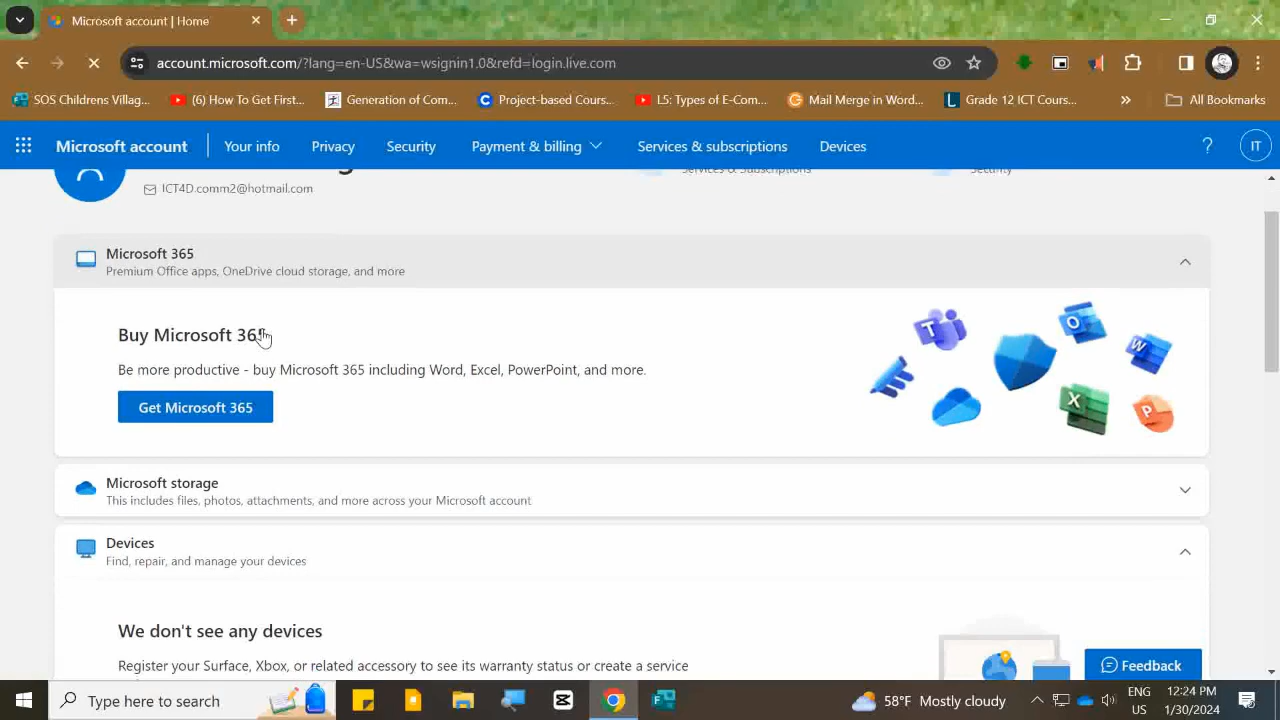 Microsoft account | Home
account.microsoft.com/?lang=en-US&wa=wsignin1.0&refd=login.live.com
SOS Childrens Villag...
(6) How To Get First...
Generation of Com...
Project-based Cours...
L5: Types of E-Com...
Mail Merge in Word...
Grade 12 ICT Cours...
All Bookmarks
Microsoft account
Your info
Privacy
Security
Payment & billing
Services & subscriptions
Devices
?
IT
ICT4D.comm2@hotmail.com
Services & Subscriptions
Security
Microsoft 365
Premium Office apps, OneDrive cloud storage, and more
Buy Microsoft 365
Be more productive - buy Microsoft 365 including Word, Excel, PowerPoint, and more.
Get Microsoft 365
Microsoft storage
This includes files, photos, attachments, and more across your Microsoft account
Devices
Find, repair, and manage your devices
We don't see any devices
Register your Surface, Xbox, or related accessory to see its warranty status or create a service
Feedback
Type here to search
58°F Mostly cloudy
ENG
US
12:24 PM
1/30/2024